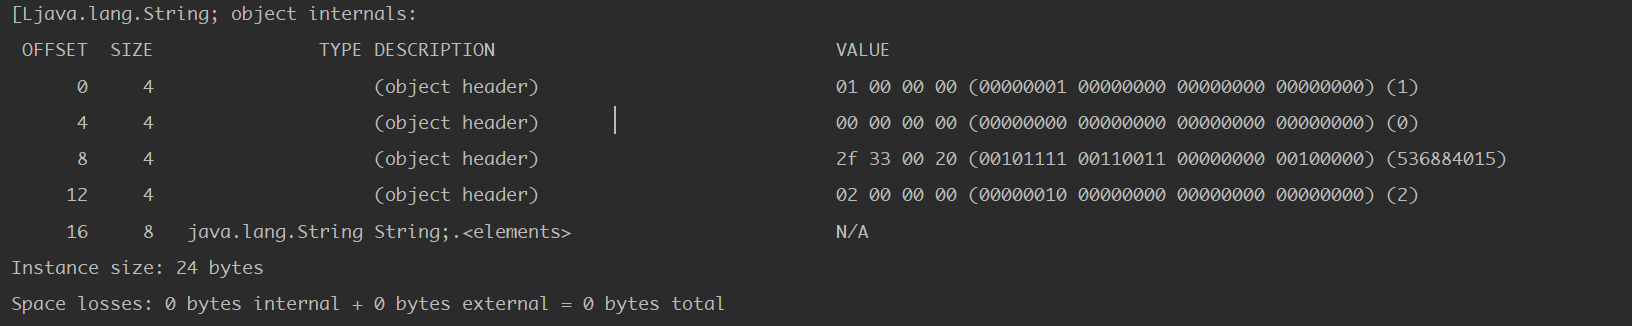 [Ljava.lang.String; object internals:
 OFFSET  SIZE               TYPE DESCRIPTION                               VALUE
      0     4                    (object header)                           01 00 00 00 (00000001 00000000 00000000 00000000) (1)
      4     4                    (object header)                           00 00 00 00 (00000000 00000000 00000000 00000000) (0)
      8     4                    (object header)                           2f 33 00 20 (00101111 00110011 00000000 00100000) (536884015)
     12     4                    (object header)                           02 00 00 00 (00000010 00000000 00000000 00000000) (2)
     16     8   java.lang.String String;.<elements>                        N/A
Instance size: 24 bytes
Space losses: 0 bytes internal + 0 bytes external = 0 bytes total